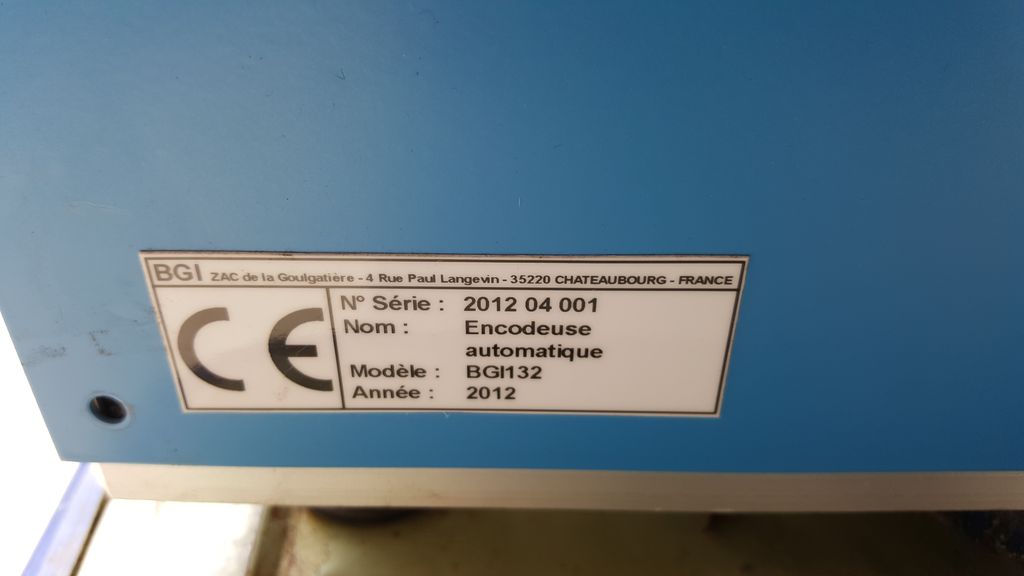 BGI ZAC de la Goulgatière - 4 Rue Paul Langevin - 35220 CHATEAUBOURG - FRANCE
CE
N° Série : 2012 04 001
Nom : Encodeuse
automatique
Modèle : BGI132
Année : 2012